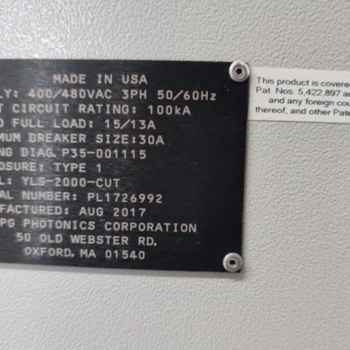 MADE IN USA
LY: 400/480VAC 3PH 50/60Hz
T CIRCUIT RATING: 100kA
D FULL LOAD: 15/13A
MUM BREAKER SIZE:30A
NG DIAG.P35-001115
OSURE: TYPE 1
L: YLS-2000-CUT
AL NUMBER: PL1726992
FACTURED: AUG 2017
PG PHOTONICS CORPORATION
50 OLD WEBSTER RD.
OXFORD, MA 01540
This product is covered
Pat. Nos. 5,422,897 an
and any foreign cou
thereof, and other Pate